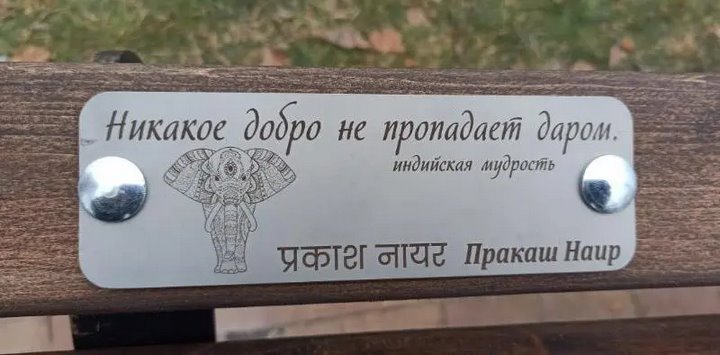 Никакое добро не пропадает даром.
индийская мудрость
प्रकाश नायर Пракаш Наир